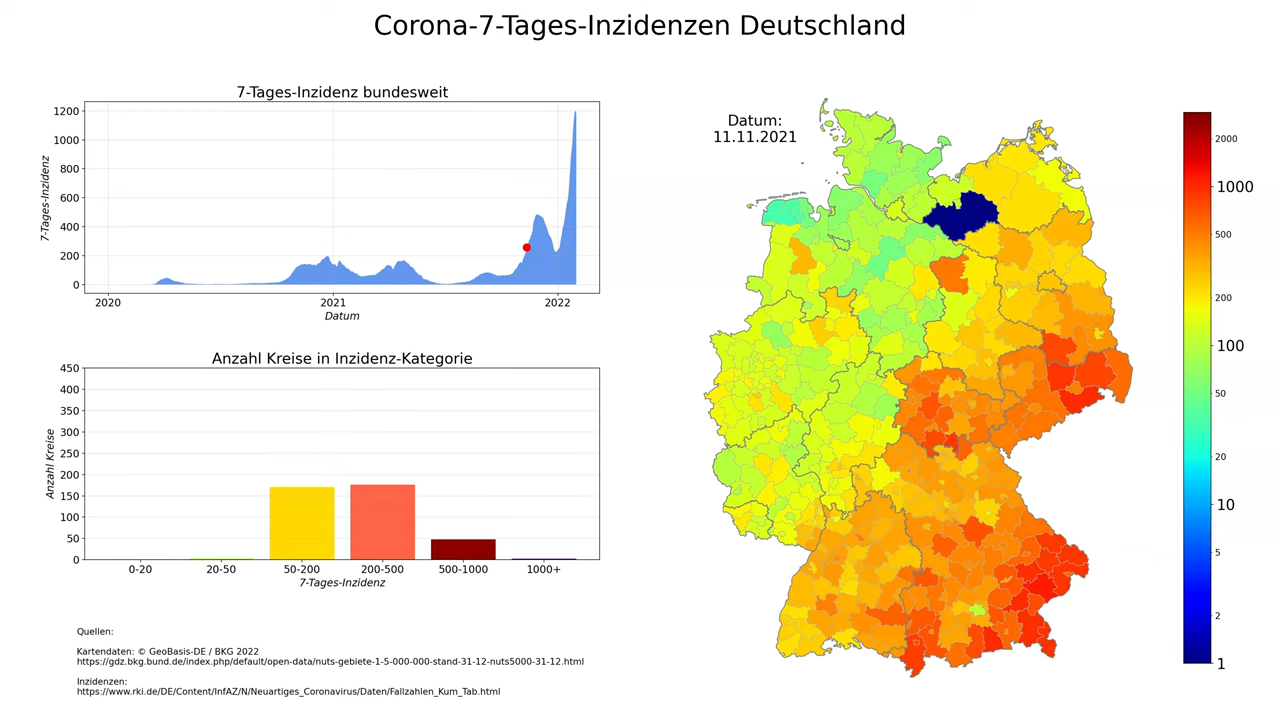 Corona-7-Tages-Inzidenzen Deutschland
7-Tages-Inzidenz bundesweit
1200
1000
800
600
400
200
0
7-Tages-Inzidenz
2020
2021
2022
Datum
Anzahl Kreise in Inzidenz-Kategorie
450
400
350
300
250
200
150
100
50
0
Anzahl Kreise
0-20
20-50
50-200
200-500
500-1000
1000+
7-Tages-Inzidenz
Quellen:
Kartendaten: © GeoBasis-DE / BKG 2022
https://gdz.bkg.bund.de/index.php/default/open-data/nuts-gebiete-1-5-000-000-stand-31-12-nuts5000-31-12.html
Inzidenzen:
https://www.rki.de/DE/Content/InfAZ/N/Neuartiges_Coronavirus/Daten/Fallzahlen_Kum_Tab.html
Datum:
11.11.2021
2000
1000
500
200
100
50
20
10
5
2
1